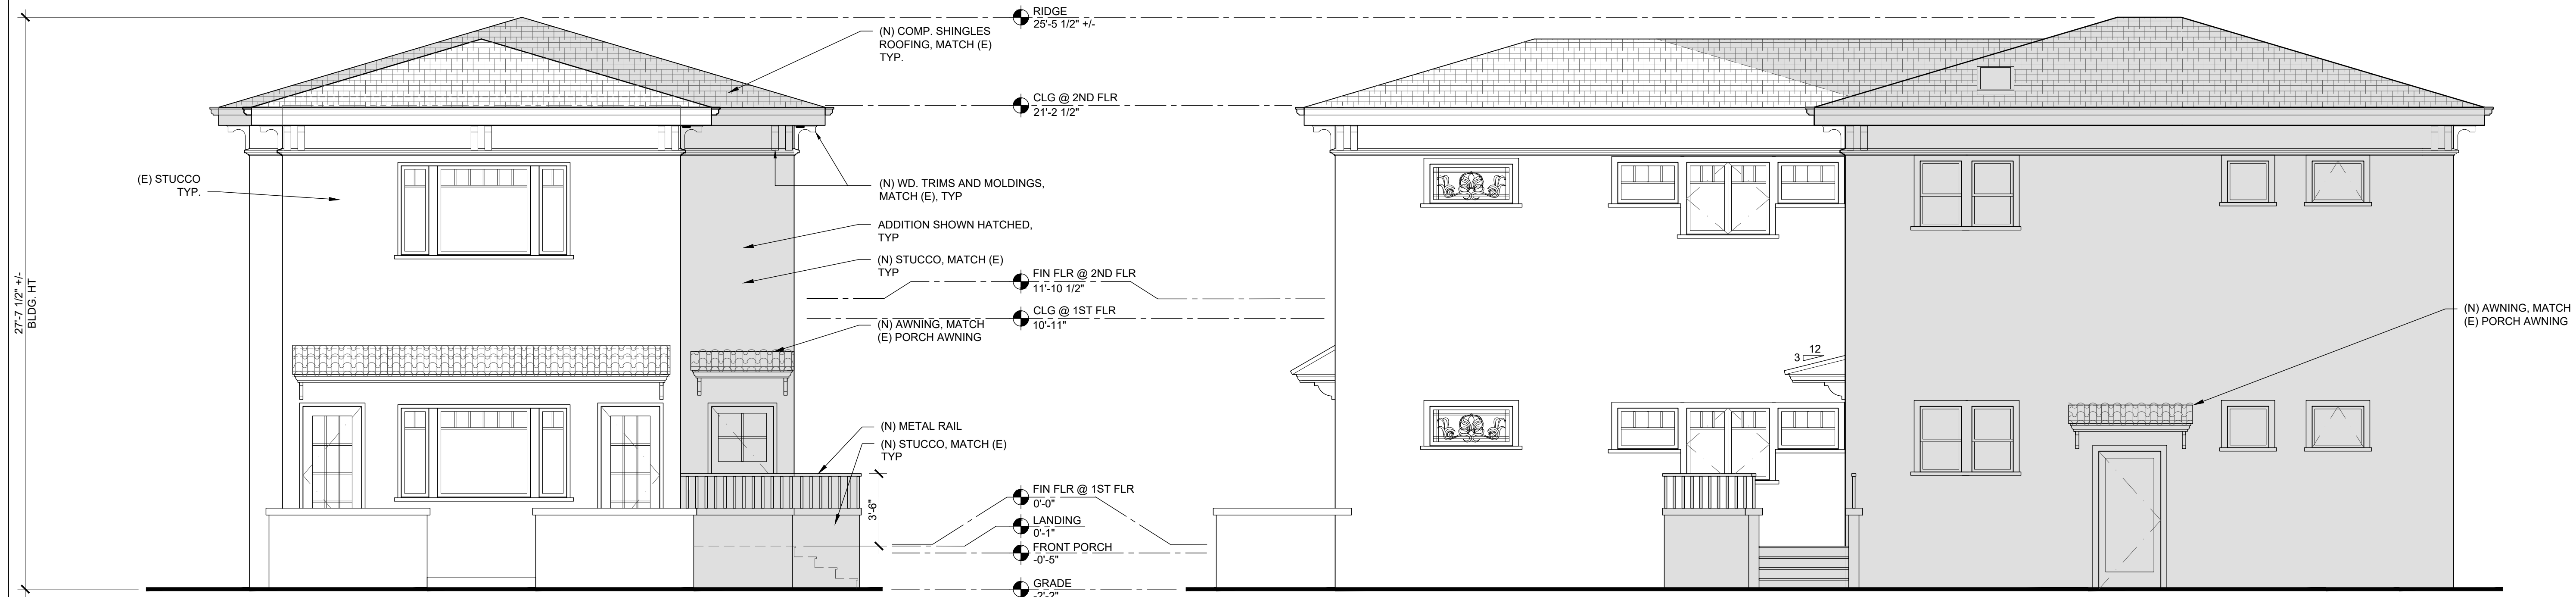 RIDGE
25'-5 1/2" +/-
(N) COMP. SHINGLES
ROOFING, MATCH (E)
TYP.
CLG @ 2ND FLR
21'-2 1/2"
(E) STUCCO
TYP.
(N) WD. TRIMS AND MOLDINGS,
MATCH (E), TYP
ADDITION SHOWN HATCHED,
TYP
(N) STUCCO, MATCH (E)
TYP
FIN FLR @ 2ND FLR
11'-10 1/2"
27'-7 1/2" +/-
BLDG. HT
CLG @ 1ST FLR
10'-11"
(N) AWNING, MATCH
(E) PORCH AWNING
(N) AWNING, MATCH
(E) PORCH AWNING
12
3
(N) METAL RAIL
(N) STUCCO, MATCH (E)
TYP
3'-6"
FIN FLR @ 1ST FLR
0'-0"
LANDING
0'-1"
FRONT PORCH
-0'-5"
GRADE
-2'-2"